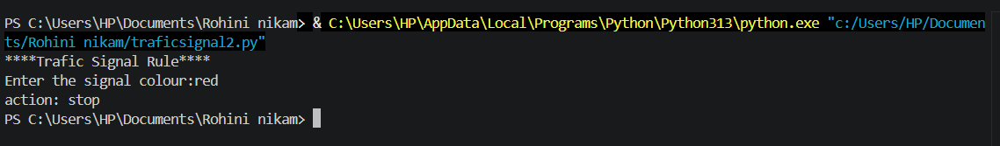 PS C:\Users\HP\Documents\Rohini nikam> & C:\Users\HP\AppData\Local\Programs\Python\Python313\python.exe "c:/Users/HP/Documen
ts/Rohini nikam/traficsignal2.py"
****Trafic Signal Rule****
Enter the signal colour:red
action: stop
PS C:\Users\HP\Documents\Rohini nikam>